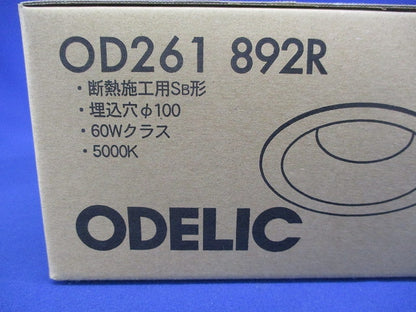 OD261 892R
・断熱施工用SB形
・埋込穴φ100
・60Wクラス
・5000K
ODELIC